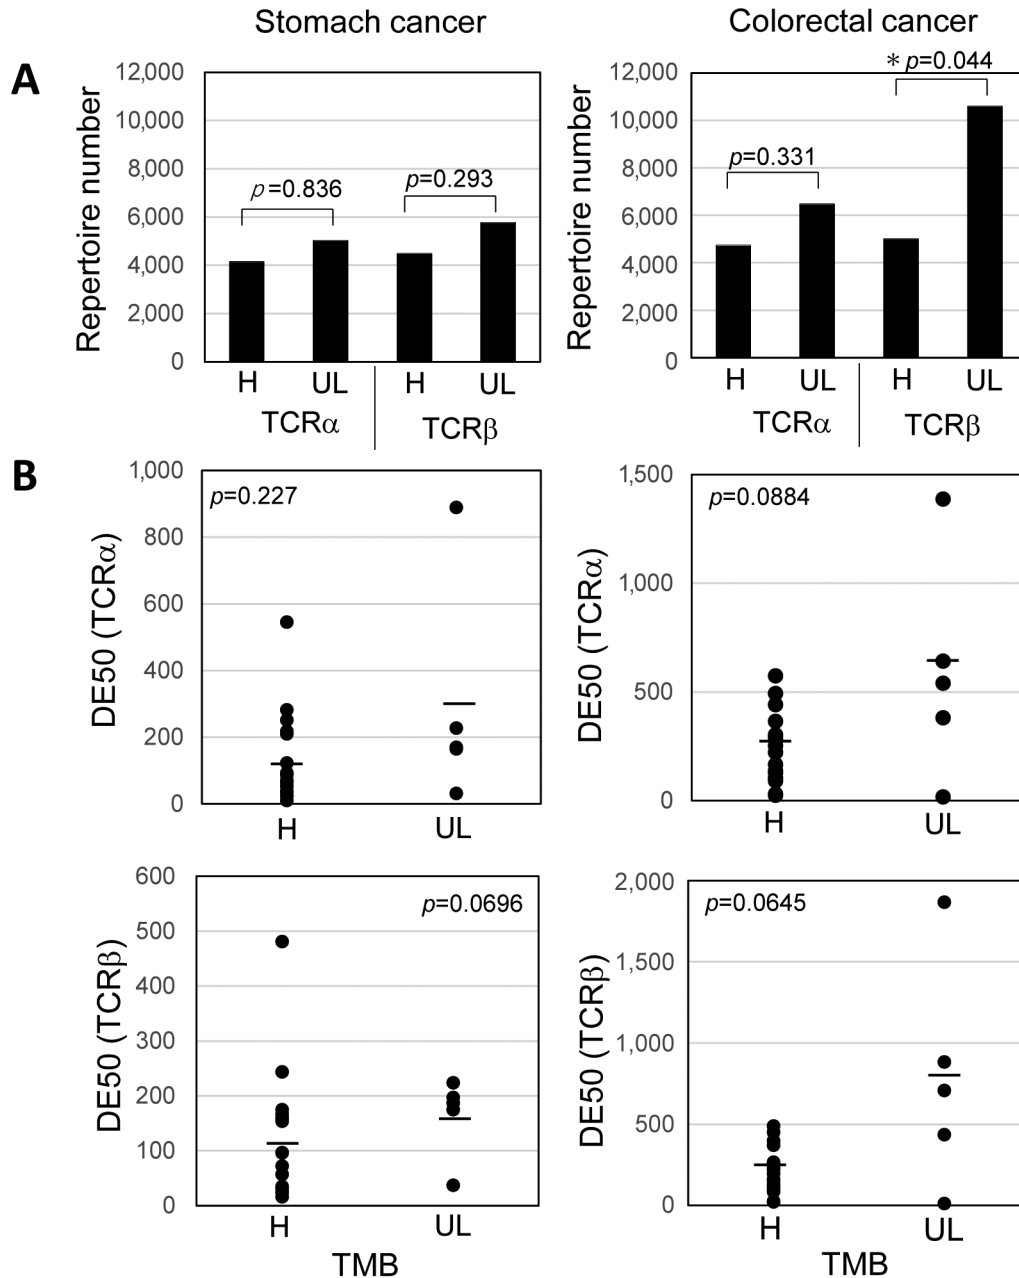 Stomach cancer
Colorectal cancer
A
Repertoire number
12,000
10,000
8,000
6,000
4,000
2,000
0
p=0.836
p=0.293
H
UL
H
UL
TCRα
TCRβ
Repertoire number
12,000
10,000
8,000
6,000
4,000
2,000
0
p=0.331
* p=0.044
H
UL
H
UL
TCRα
TCRβ
B
DE50 (TCRα)
1,000
800
600
400
200
0
p=0.227
H
UL
DE50 (TCRα)
1,500
1,000
500
0
p=0.0884
H
UL
DE50 (TCRβ)
600
500
400
300
200
100
0
p=0.0696
H
UL
TMB
DE50 (TCRβ)
2,000
1,500
1,000
500
0
p=0.0645
H
UL
TMB